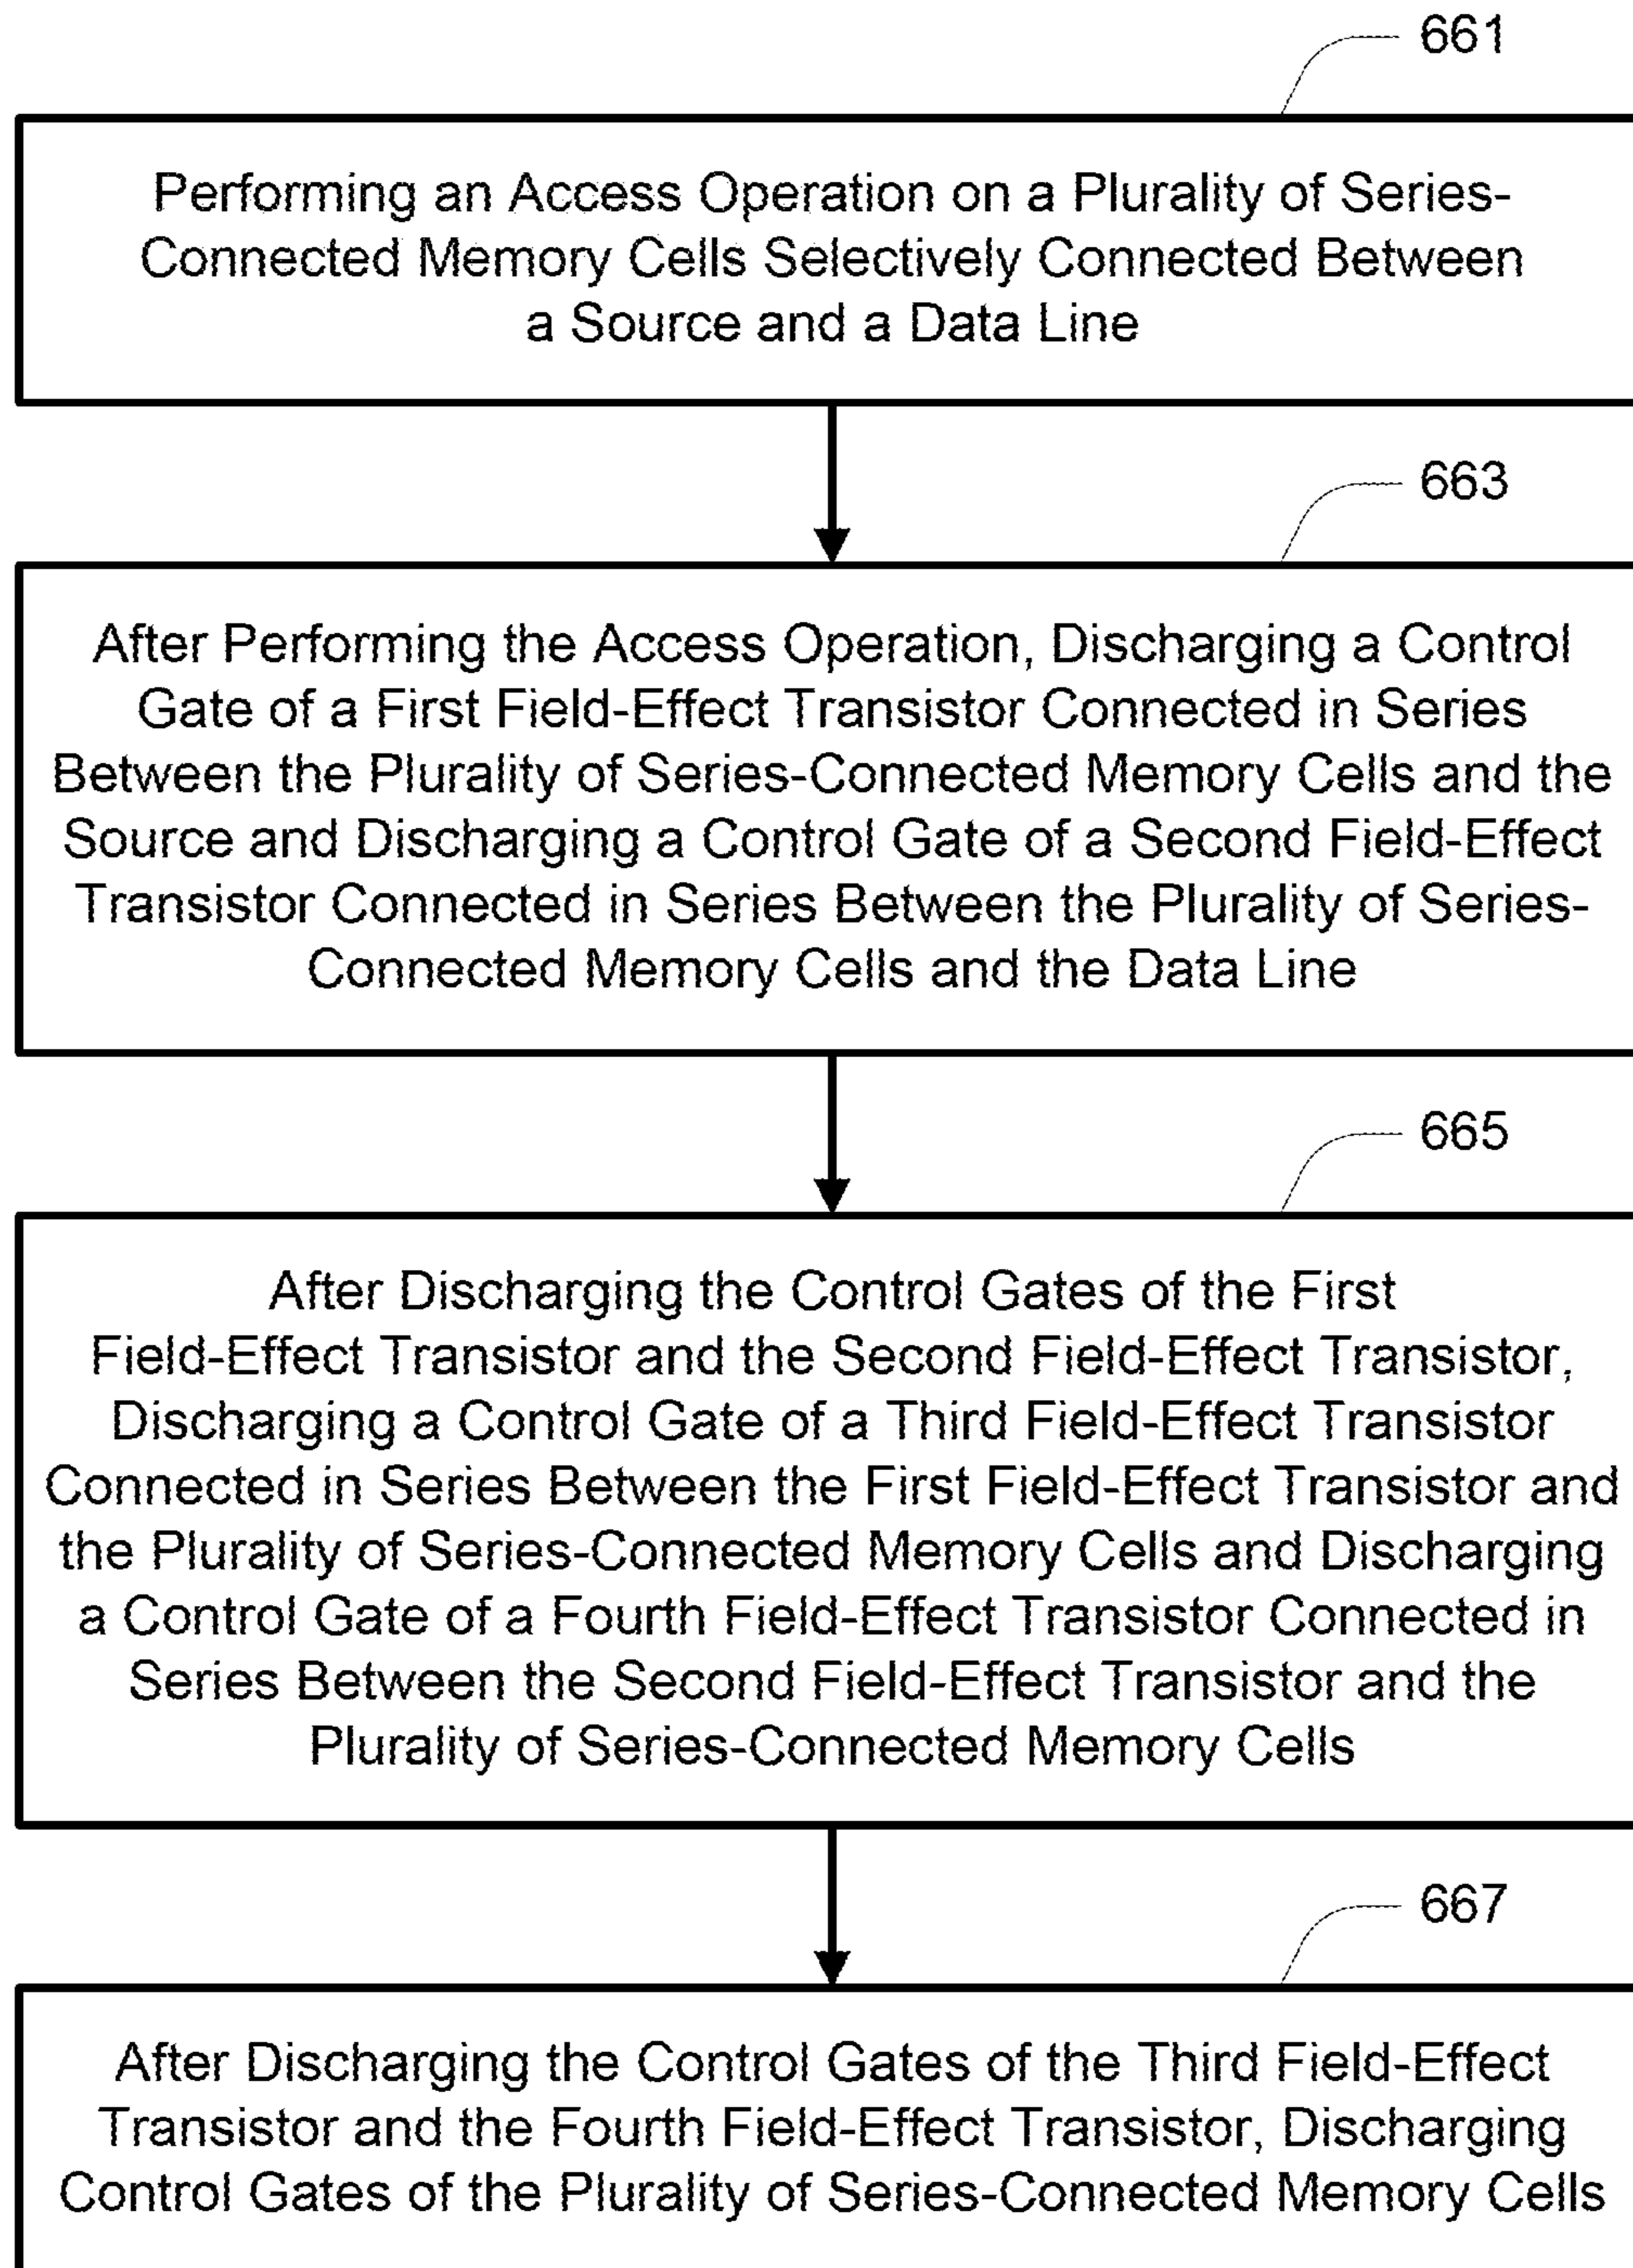 661
Performing an Access Operation on a Plurality of Series-
Connected Memory Cells Selectively Connected Between
a Source and a Data Line
663
After Performing the Access Operation, Discharging a Control
Gate of a First Field-Effect Transistor Connected in Series
Between the Plurality of Series-Connected Memory Cells and the
Source and Discharging a Control Gate of a Second Field-Effect
Transistor Connected in Series Between the Plurality of Series-
Connected Memory Cells and the Data Line
665
After Discharging the Control Gates of the First
Field-Effect Transistor and the Second Field-Effect Transistor,
Discharging a Control Gate of a Third Field-Effect Transistor
Connected in Series Between the First Field-Effect Transistor and
the Plurality of Series-Connected Memory Cells and Discharging
a Control Gate of a Fourth Field-Effect Transistor Connected in
Series Between the Second Field-Effect Transistor and the
Plurality of Series-Connected Memory Cells
667
After Discharging the Control Gates of the Third Field-Effect
Transistor and the Fourth Field-Effect Transistor, Discharging
Control Gates of the Plurality of Series-Connected Memory Cells